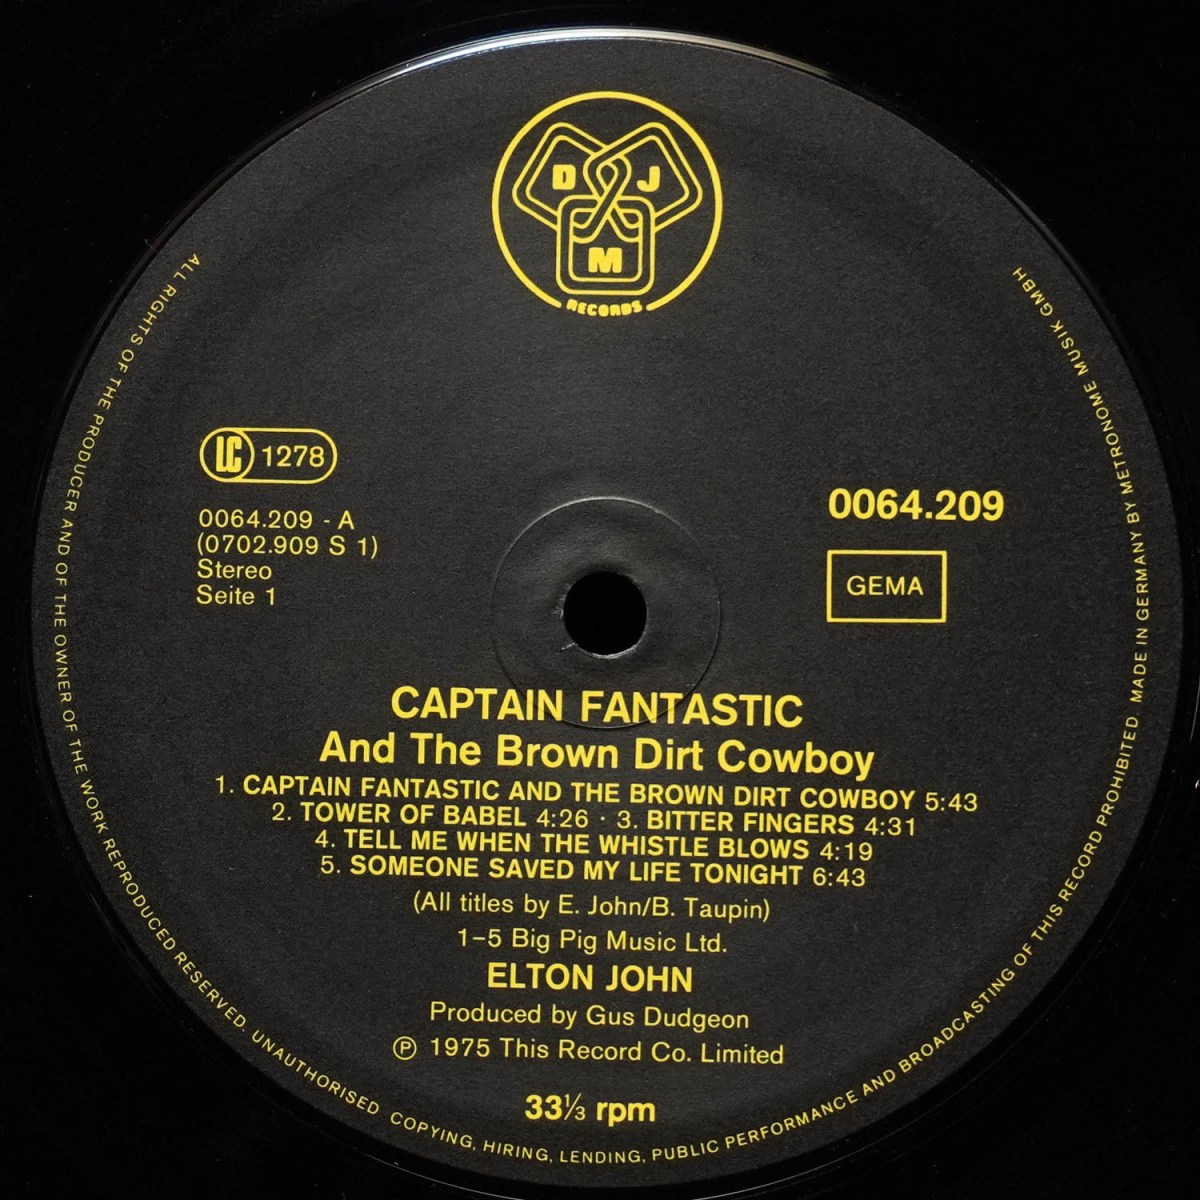 D J
M
RECORDS
LC 1278
0064.209 - A
(0702.909 S 1)
Stereo
Seite 1
0064.209
GEMA
CAPTAIN FANTASTIC
And The Brown Dirt Cowboy
1. CAPTAIN FANTASTIC AND THE BROWN DIRT COWBOY 5:43
2. TOWER OF BABEL 4:26 · 3. BITTER FINGERS 4:31
4. TELL ME WHEN THE WHISTLE BLOWS 4:19
5. SOMEONE SAVED MY LIFE TONIGHT 6:43
(All titles by E. John/B. Taupin)
1–5 Big Pig Music Ltd.
ELTON JOHN
Produced by Gus Dudgeon
℗ 1975 This Record Co. Limited
33⅓ rpm
ALL RIGHTS OF THE PRODUCER AND OF THE OWNER OF THE WORK REPRODUCED RESERVED. UNAUTHORISED COPYING, HIRING, LENDING, PUBLIC PERFORMANCE AND BROADCASTING OF THIS RECORD PROHIBITED. MADE IN GERMANY BY METRONOME MUSIK GMBH